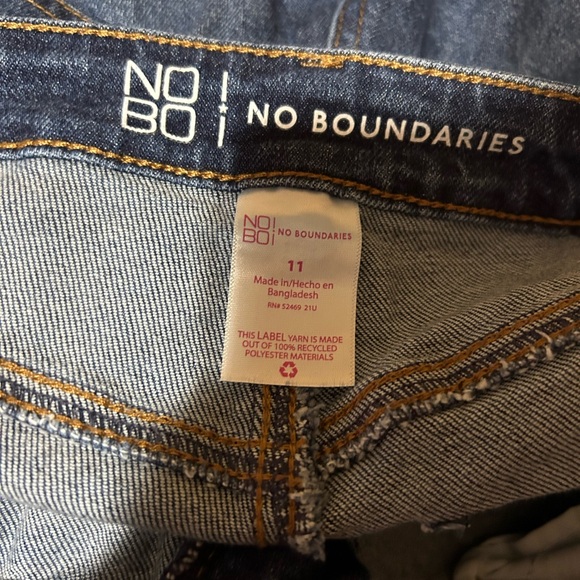 NO
BO
NO BOUNDARIES
NO
BO
NO BOUNDARIES
11
Made In/Hecho en
Bangladesh
RN# 52469 21U
THIS LABEL YARN IS MADE
OUT OF 100% RECYCLED
POLYESTER MATERIALS